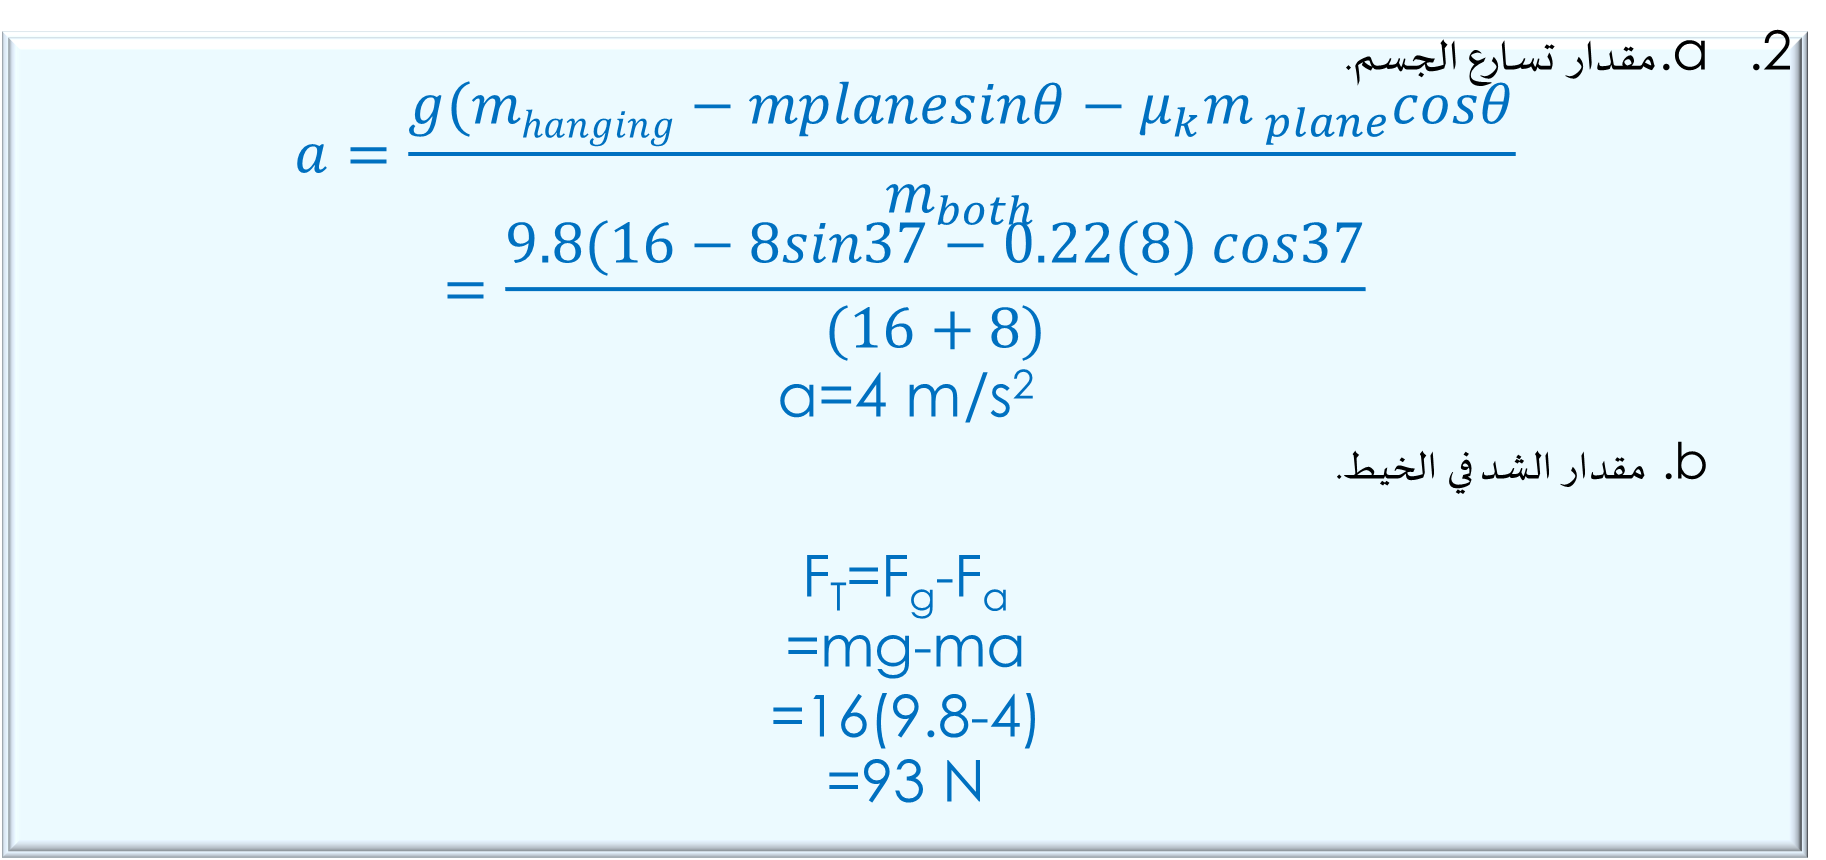 2. a. مقدار تسارع الجسم.
a = g(m_hanging − mplanesinθ − μ_k m_plane cosθ / m_both
= 9.8(16 − 8sin37 − 0.22(8) cos37 / (16 + 8)
a=4 m/s²
b. مقدار الشد في الخيط.
F_T=F_g-F_a
=mg-ma
=16(9.8-4)
=93 N